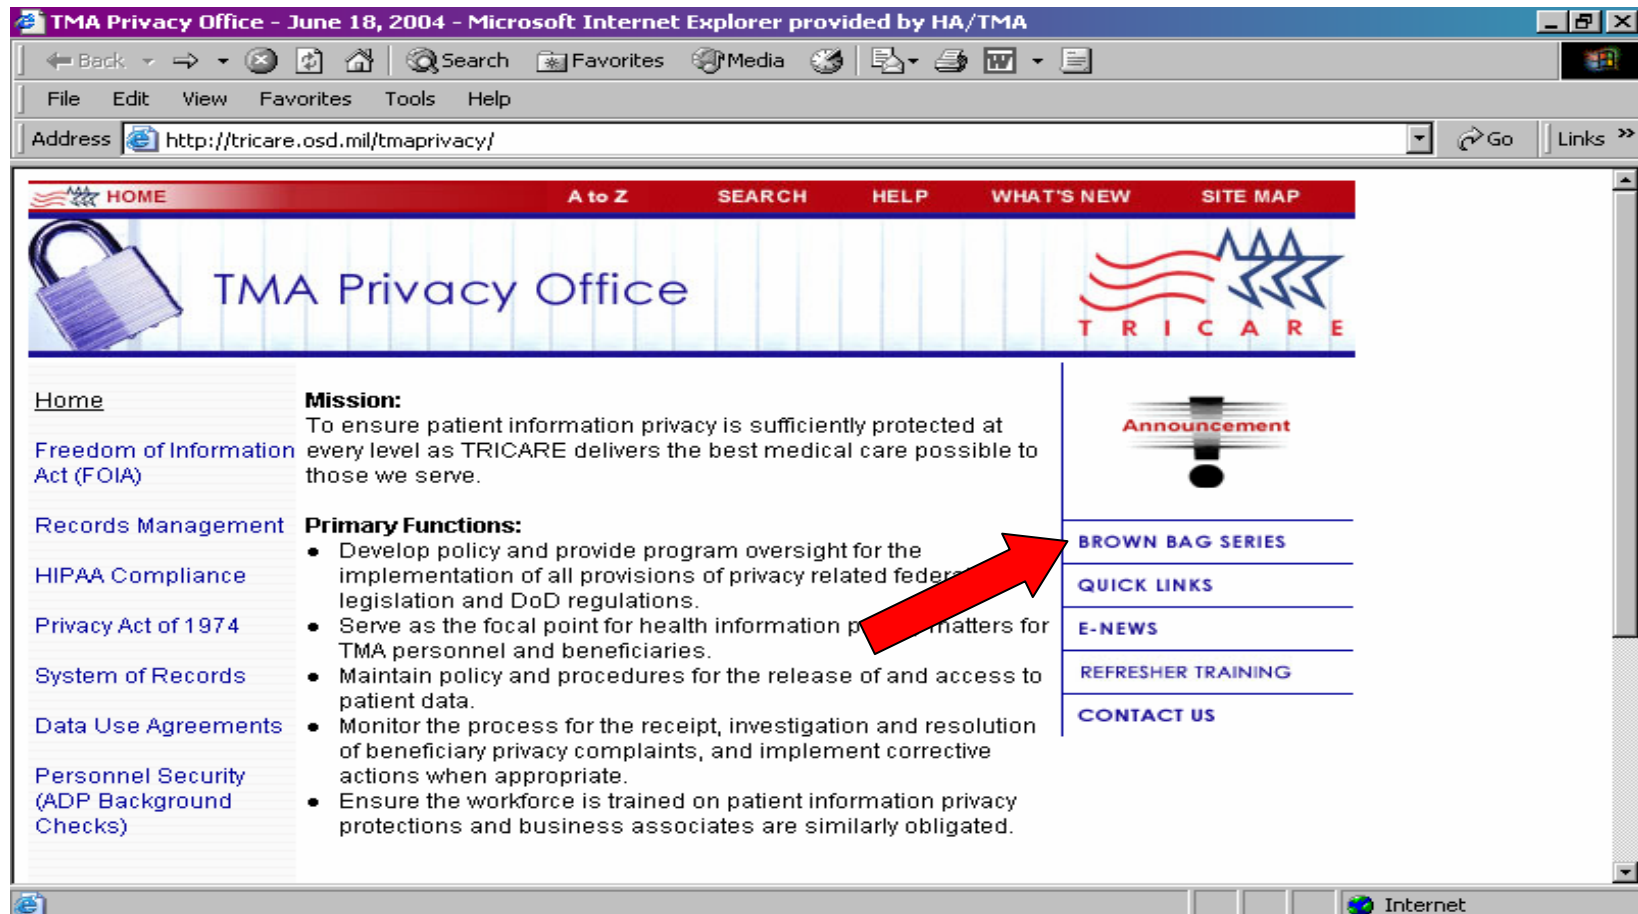 TMA Privacy Office - June 18, 2004 - Microsoft Internet Explorer provided by HA/TMA
Back Search Favorites Media
File Edit View Favorites Tools Help
Address http://tricare.osd.mil/tmaprivacy/ Go Links »
HOME A to Z SEARCH HELP WHAT'S NEW SITE MAP
TMA Privacy Office
TRICARE
Home
Freedom of Information
Act (FOIA)
Records Management
HIPAA Compliance
Privacy Act of 1974
System of Records
Data Use Agreements
Personnel Security
(ADP Background
Checks)
Mission:
To ensure patient information privacy is sufficiently protected at
every level as TRICARE delivers the best medical care possible to
those we serve.
Primary Functions:
● Develop policy and provide program oversight for the
implementation of all provisions of privacy related
legislation and DoD regulations.
● Serve as the focal point for health information matters for
TMA personnel and beneficiaries.
● Maintain policy and procedures for the release of and access to
patient data.
● Monitor the process for the receipt, investigation and resolution
of beneficiary privacy complaints, and implement corrective
actions when appropriate.
● Ensure the workforce is trained on patient information privacy
protections and business associates are similarly obligated.
Announcement
BROWN BAG SERIES
QUICK LINKS
E-NEWS
REFRESHER TRAINING
CONTACT US
Internet